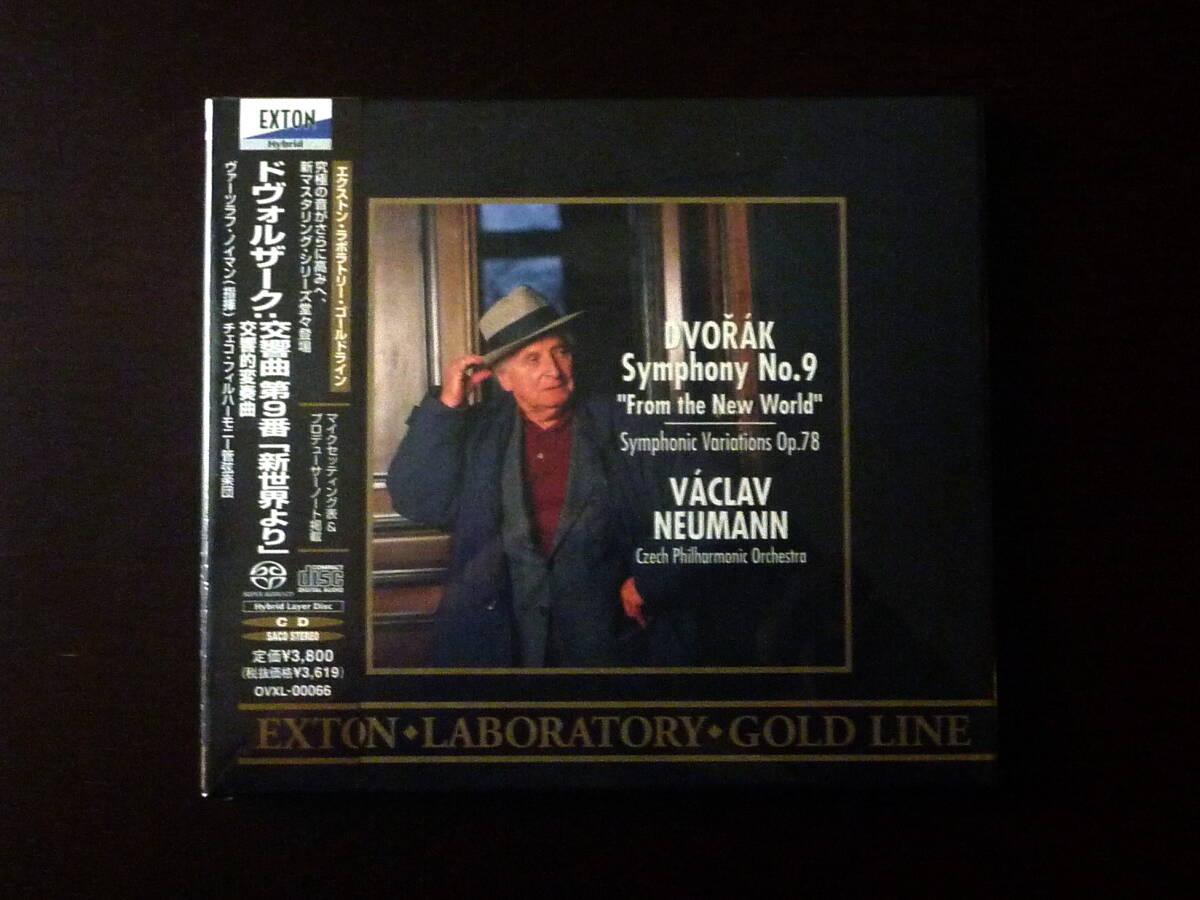 EXTON
Hybrid
エクストン・ラボラトリー・ゴールドライン
究極の音がさらに高みへ、
新マスタリング・シリーズ堂々登場
ドヴォルザーク:交響曲 第9番「新世界より」
交響的変奏曲
ヴァーツラフ・ノイマン(指揮) チェコ・フィルハーモニー管弦楽団
マイクセッティング表&
プロデューサーノート掲載
SUPER AUDIO CD
COMPACT
disc
DIGITAL AUDIO
Hybrid Layer Disc
CD
SACD STEREO
定価¥3,800
(税抜価格¥3,619)
OVXL-00066
DVOŘÁK
Symphony No.9
"From the New World"
Symphonic Variations Op.78
VÁCLAV
NEUMANN
Czech Philharmonic Orchestra
EXTON◆LABORATORY◆GOLD LINE